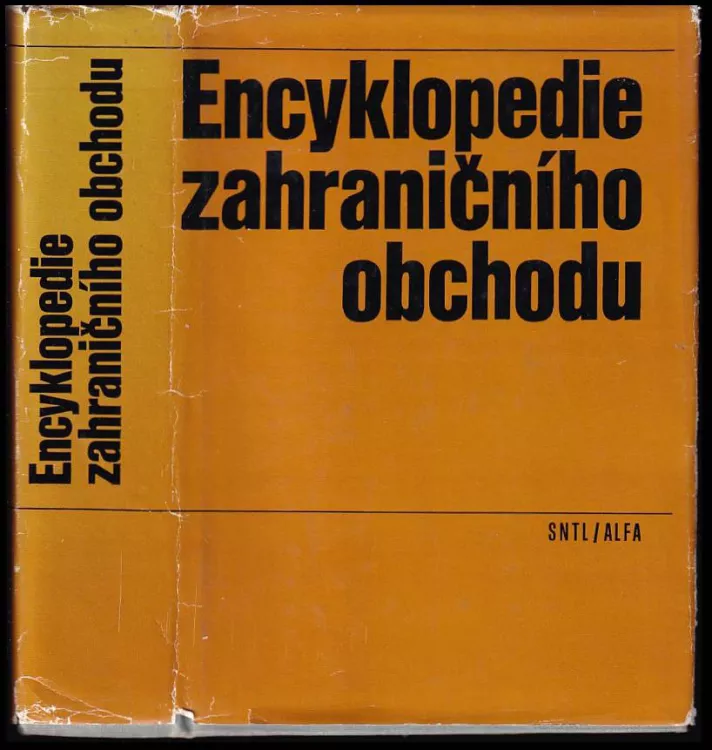 Encyklopedie
zahraničního obchodu
Encyklopedie
zahraničního
obchodu
SNTL/ALFA